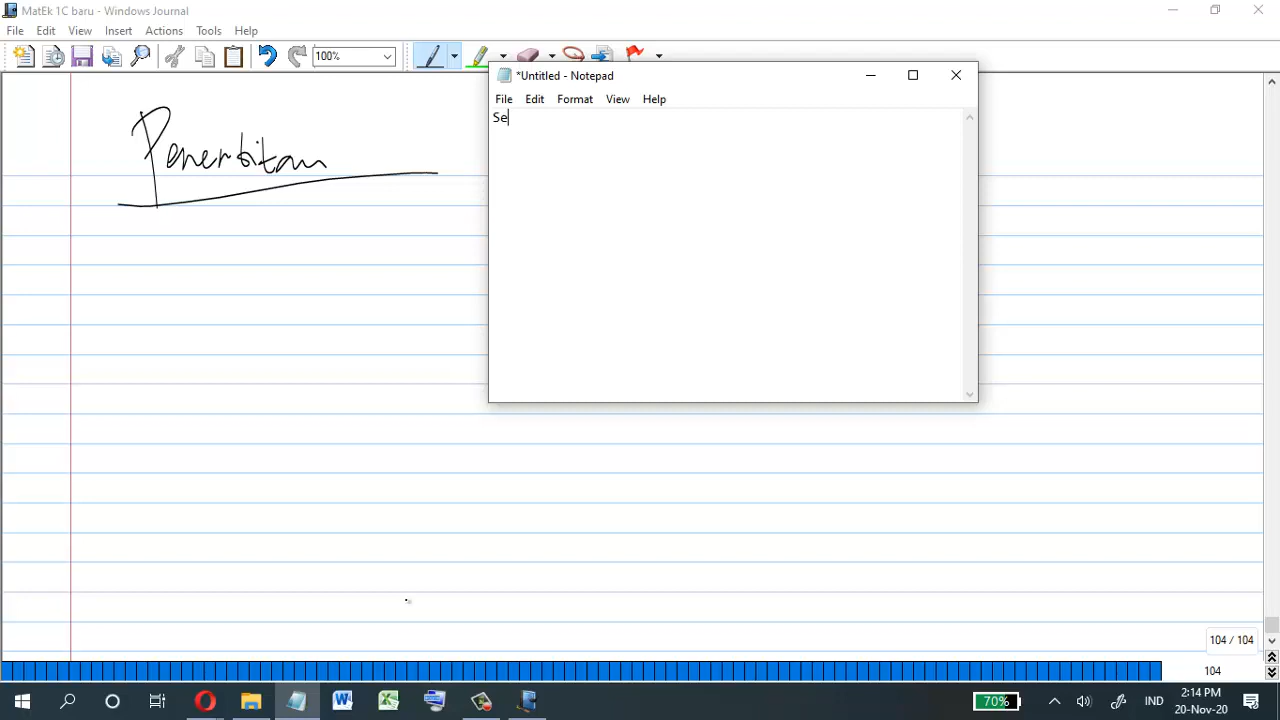 MatEk 1C baru - Windows Journal
File Edit View Insert Actions Tools Help
100%
Penerbitan
*Untitled - Notepad
File Edit Format View Help
Se
104 / 104
104
70%
IND
2:14 PM
20-Nov-20